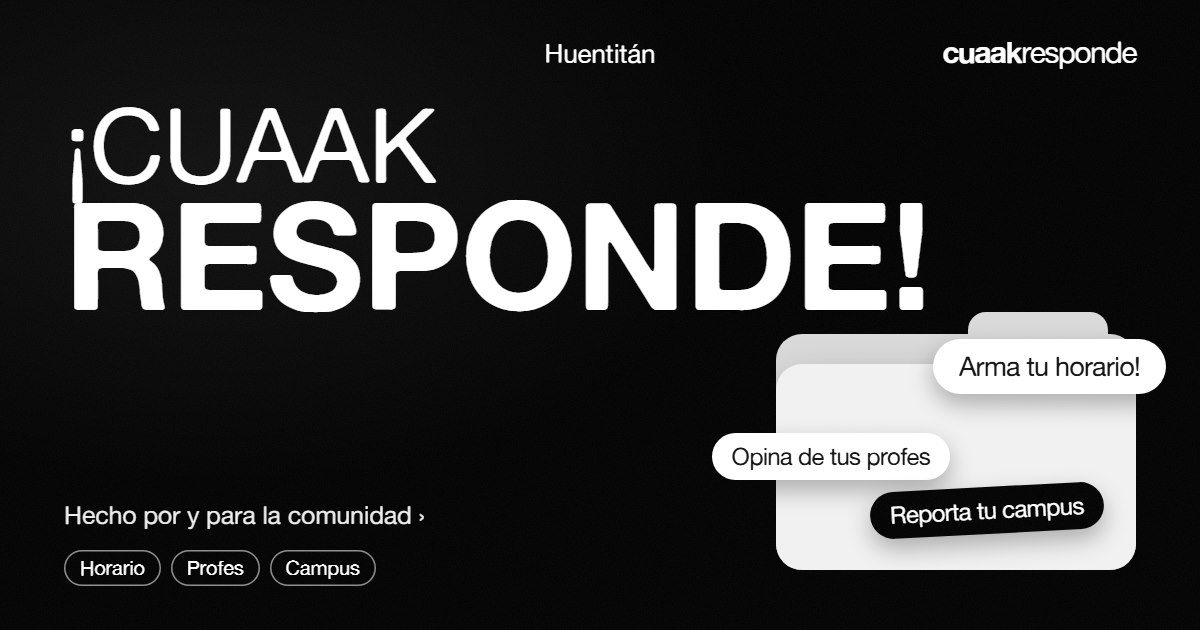 Huentitán
cuaakresponde
¡CUAAK
RESPONDE!
Arma tu horario!
Opina de tus profes
Reporta tu campus
Hecho por y para la comunidad ›
Horario
Profes
Campus